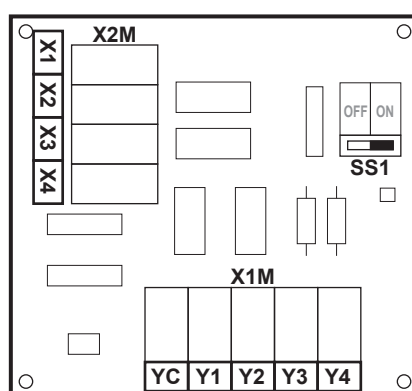 X2M
X1
X2
X3
X4
OFF ON
SS1
X1M
YC Y1 Y2 Y3 Y4